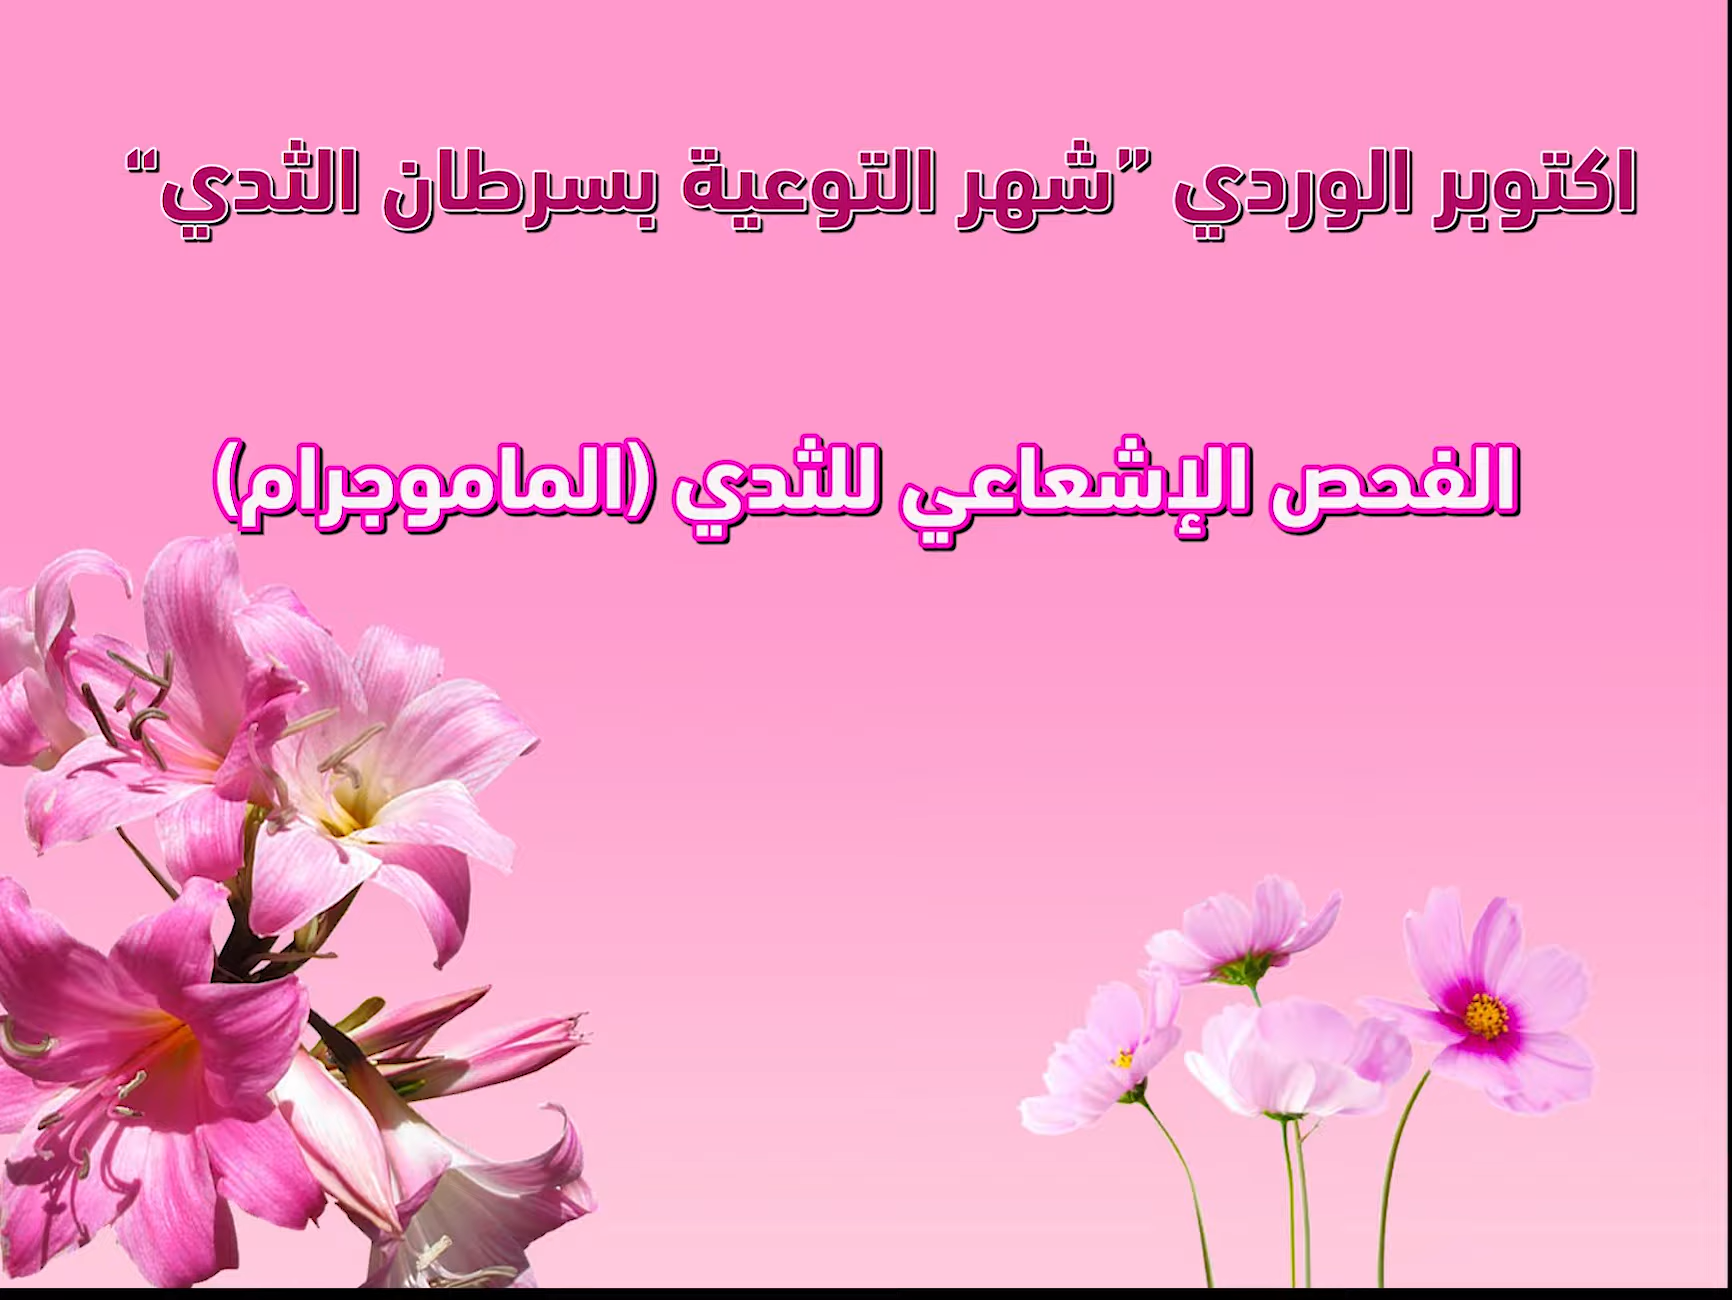 اكتوبر الوردي ”شهر التوعية بسرطان الثدي“
الفحص الإشعاعي للثدي (الماموجرام)